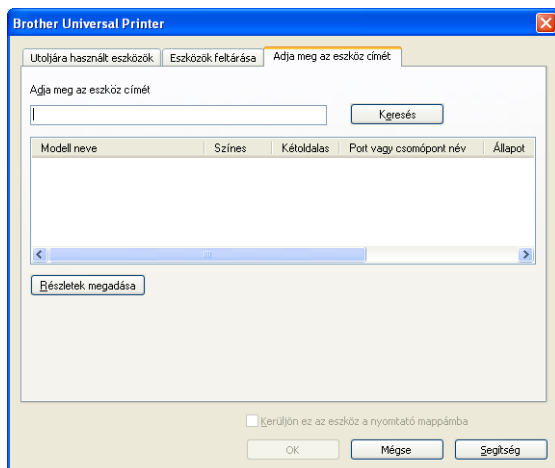 Brother Universal Printer
Utoljára használt eszközök Eszközök feltárása Adja meg az eszköz címét
Adja meg az eszköz címét
Keresés
Modell neve Színes Kétoldalas Port vagy csomópont név Állapot
Részletek megadása
Kerüljön ez az eszköz a nyomtató mappámba
OK Mégse Segítség